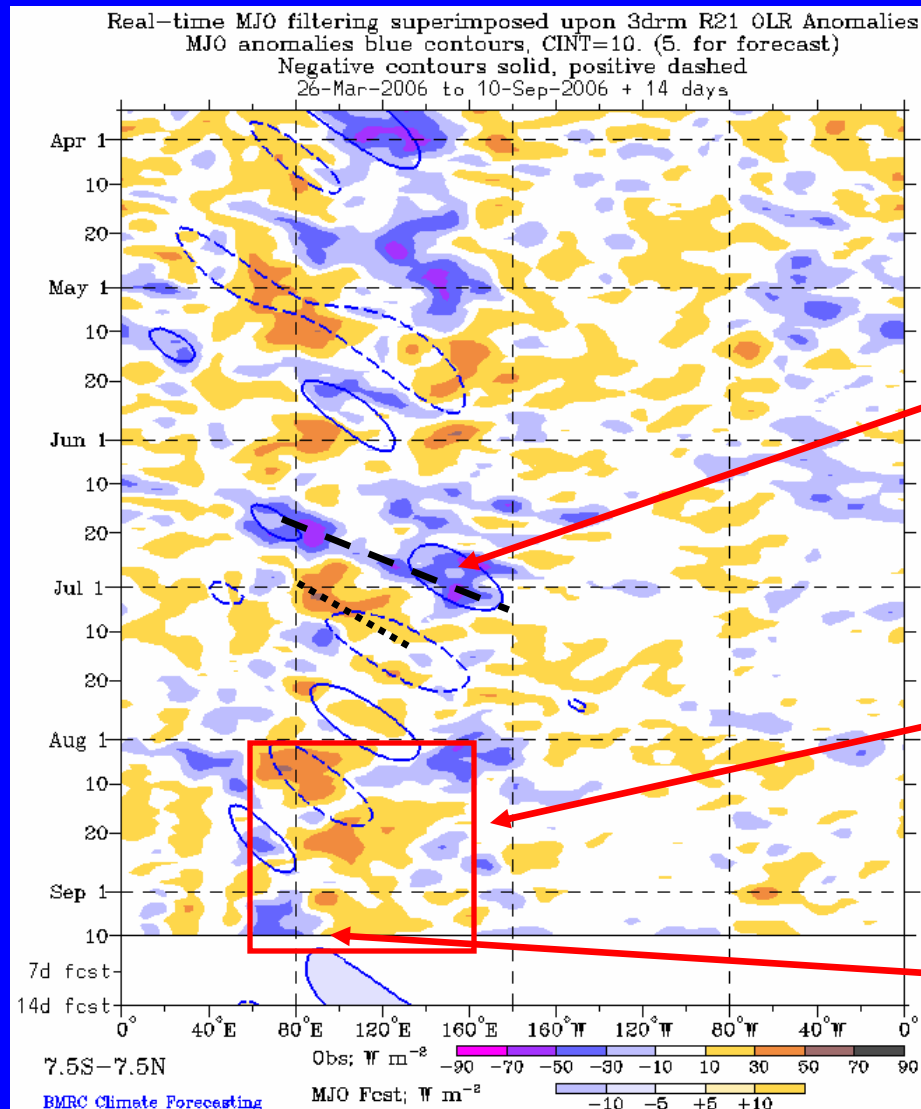 Real-time MJO filtering superimposed upon 3drm R21 OLR Anomalies
MJO anomalies blue contours, CINT=10. (5. for forecast)
Negative contours solid, positive dashed
26-Mar-2006 to 10-Sep-2006 + 14 days
Apr 1
10
20
May 1
10
20
Jun 1
10
20
Jul 1
10
20
Aug 1
10
20
Sep 1
10
7d fcst
14d fcst
0° 40°E 80°E 120°E 160°E 160°W 120°W 80°W 40°W 0°
7.5S-7.5N
Obs; W m-2
-90 -70 -50 -30 -10 10 30 50 70 90
BMRC Climate Forecasting
MJO Fcst; W m-2
-10 -5 +5 +10